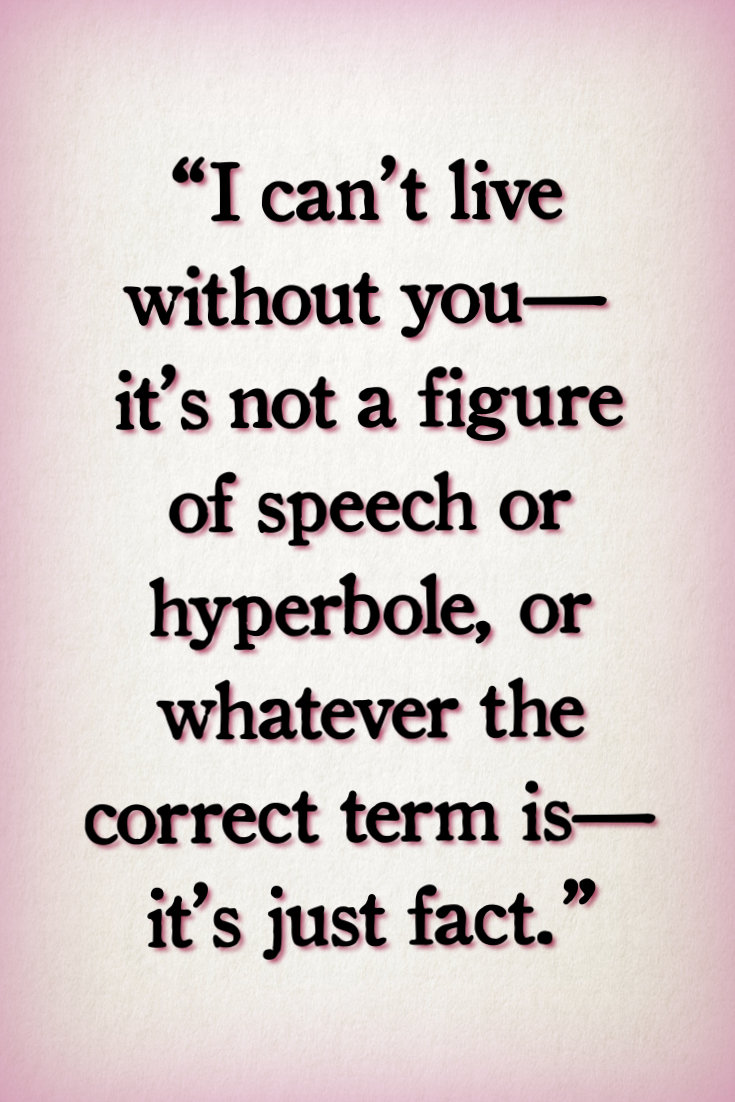 “I can’t live
without you—
it’s not a figure
of speech or
hyperbole, or
whatever the
correct term is—
it’s just fact.”